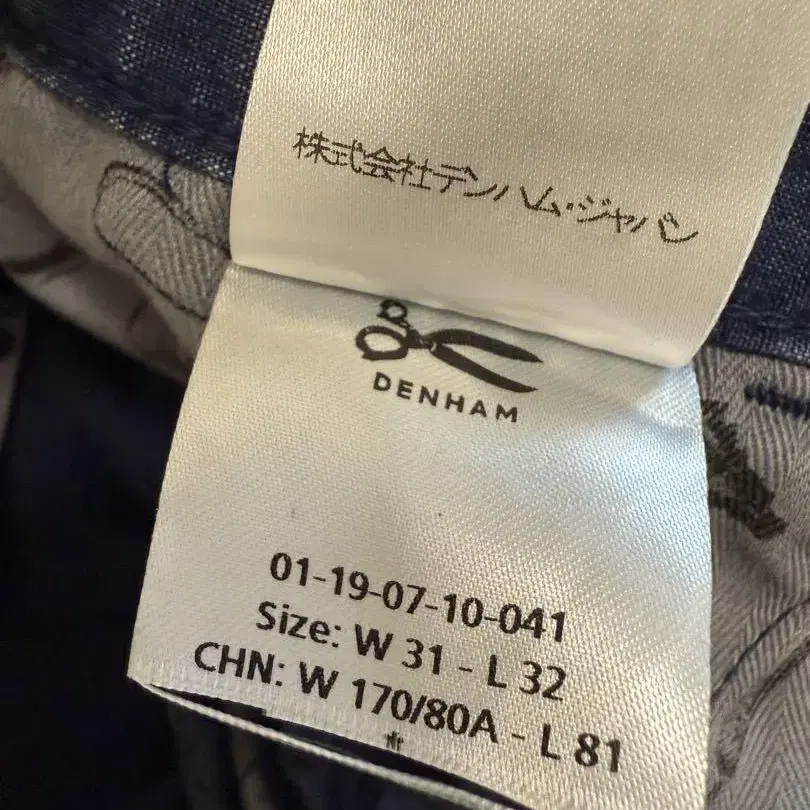 株式会社デンハム・ジャパン
DENHAM
01-19-07-10-041
Size: W 31 - L 32
CHN: W 170/80A - L 81